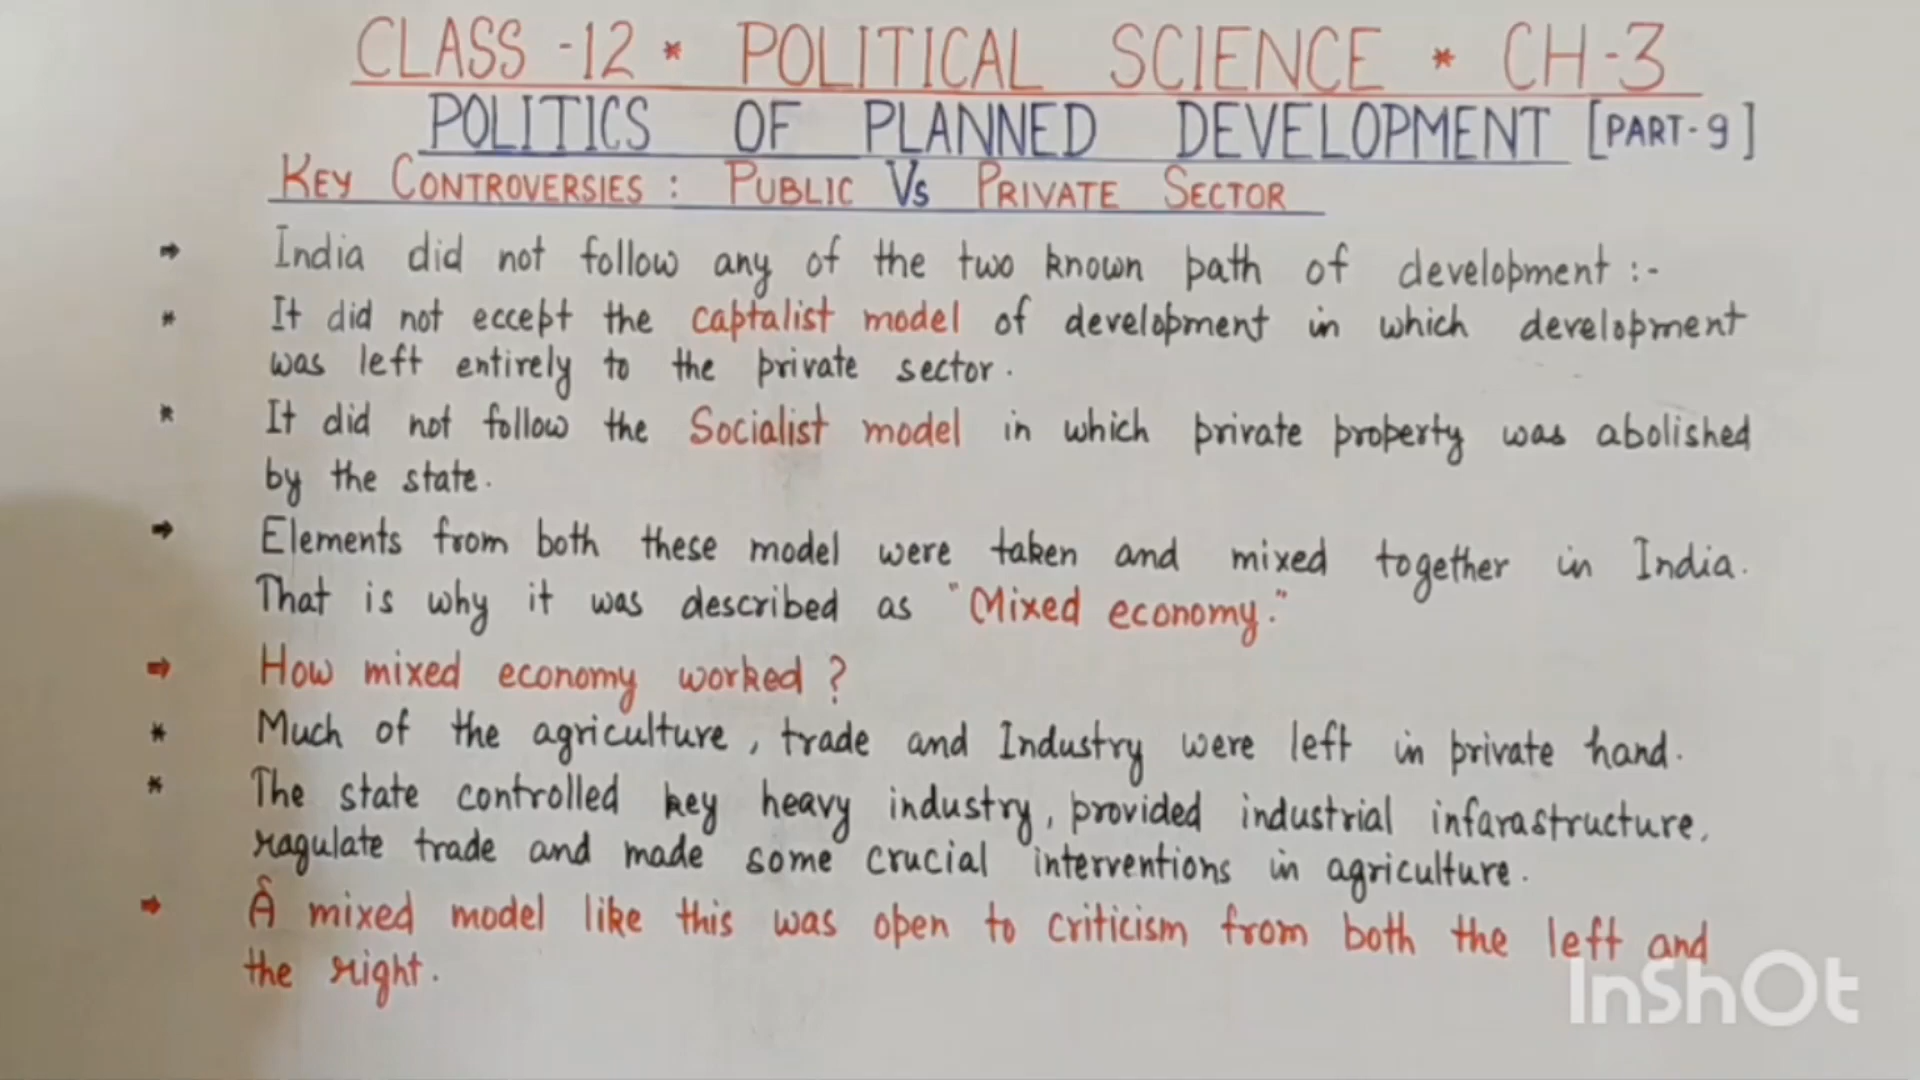 CLASS -12 * POLITICAL SCIENCE * CH-3
POLITICS OF PLANNED DEVELOPMENT [PART-9]
KEY CONTROVERSIES : PUBLIC Vs PRIVATE SECTOR
➡ India did not follow any of the two known path of development :-
* It did not eccept the captalist model of development in which development
was left entirely to the private sector.
* It did not follow the Socialist model in which private property was abolished
by the state.
➡ Elements from both these model were taken and mixed together in India.
That is why it was described as "Mixed economy."
➡ How mixed economy worked ?
* Much of the agriculture, trade and Industry were left in private hand.
* The state controlled key heavy industry, provided industrial infarastructure,
ragulate trade and made some crucial interventions in agriculture.
➡ A mixed model like this was open to criticism from both the left and
the right.
InShOt